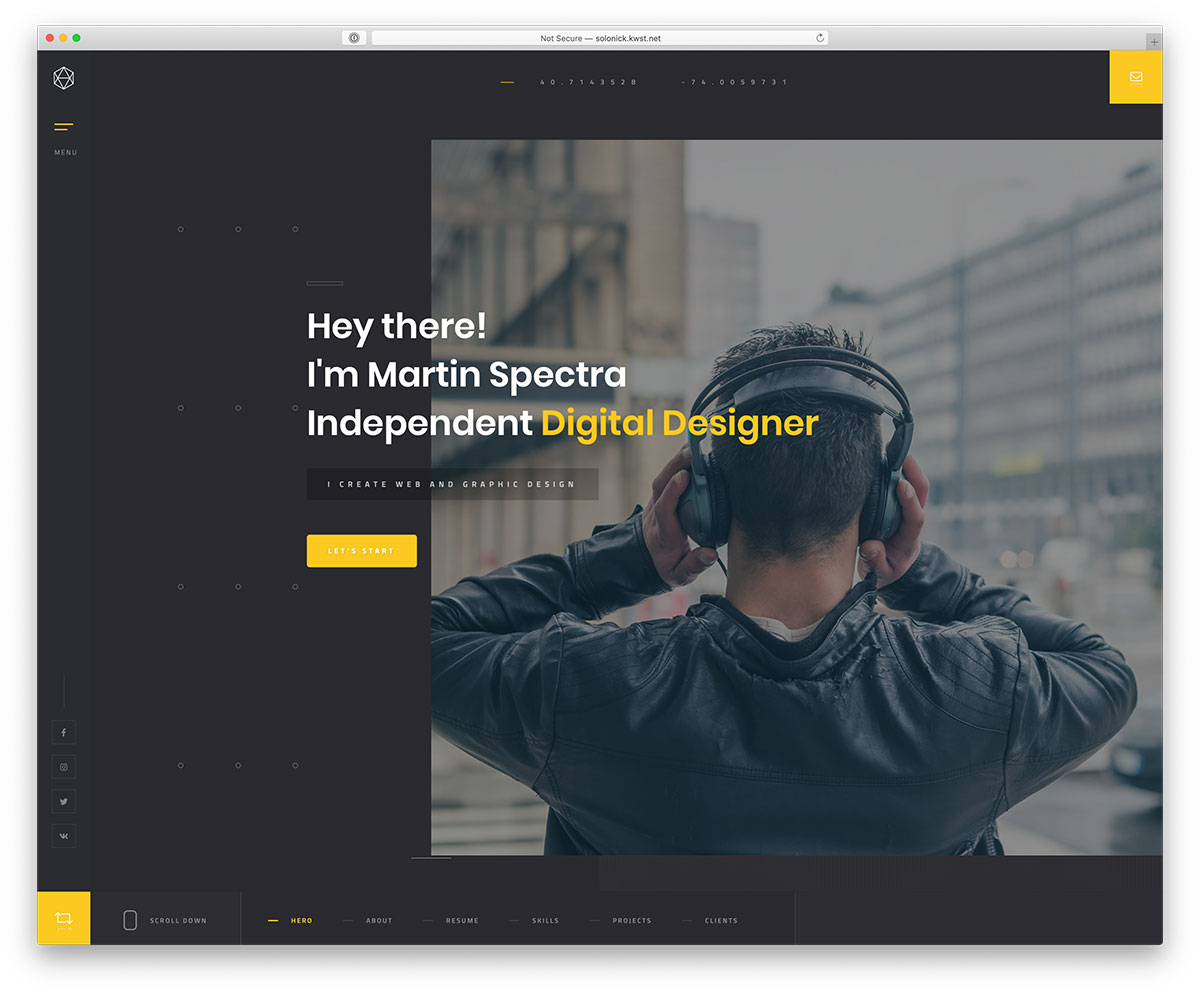 Not Secure — solonick.kwst.net
40.7143528 -74.0059731
MENU
Hey there!
I'm Martin Spectra
Independent Digital Designer
I CREATE WEB AND GRAPHIC DESIGN
LET'S START
SCROLL DOWN
HERO ABOUT RESUME SKILLS PROJECTS CLIENTS